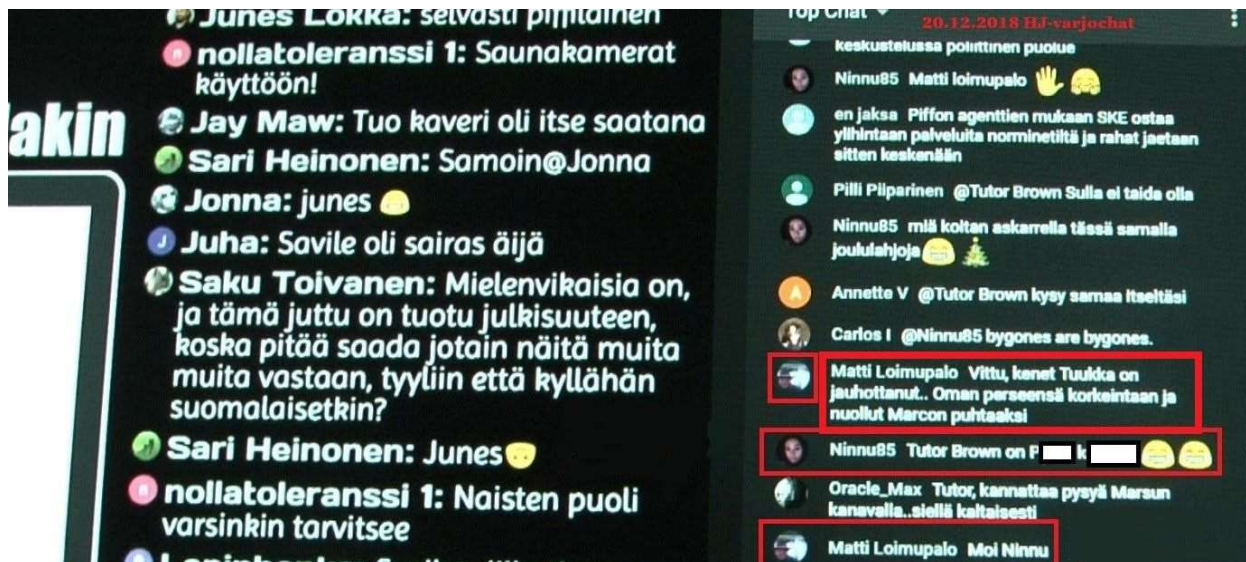 Junes Lokka: selvästi piffiläinen
nollatoleranssi 1: Saunakamerat
käyttöön!
Jay Maw: Tuo kaveri oli itse saatana
Sari Heinonen: Samoin@Jonna
Jonna: junes 😂
Juha: Savile oli sairas äijä
Saku Toivanen: Mielenvikaisia on,
ja tämä juttu on tuotu julkisuuteen,
koska pitää saada jotain näitä muita
muita vastaan, tyyliin että kyllähän
suomalaisetkin?
Sari Heinonen: Junes🙃
nollatoleranssi 1: Naisten puoli
varsinkin tarvitsee
akin
Top Chat
20.12.2018 HJ-varjochat
keskustelussa poliittinen puolue
Ninnu85 Matti loimupalo 🖐 🤗
en jaksa Piffon agenttien mukaan SKE ostaa
ylihintaan palveluita norminetiltä ja rahat jaetaan
sitten keskenään
Pilli Piiparinen @Tutor Brown Sulla ei taida olla
Ninnu85 miä koitan askarrella tässä samalla
joululahjoja😂 🎄
Annette V @Tutor Brown kysy samaa itseltäsi
Carlos I @Ninnu85 bygones are bygones.
Matti Loimupalo Vittu, kenet Tuukka on
jauhottanut.. Oman perseensä korkeintaan ja
nuollut Marcon puhtaaksi
Ninnu85 Tutor Brown on P k 😂 😂
Oracle_Max Tutor, kannattaa pysyä Marsun
kanavalla..siellä kaltaisesti
Matti Loimupalo Moi Ninnu